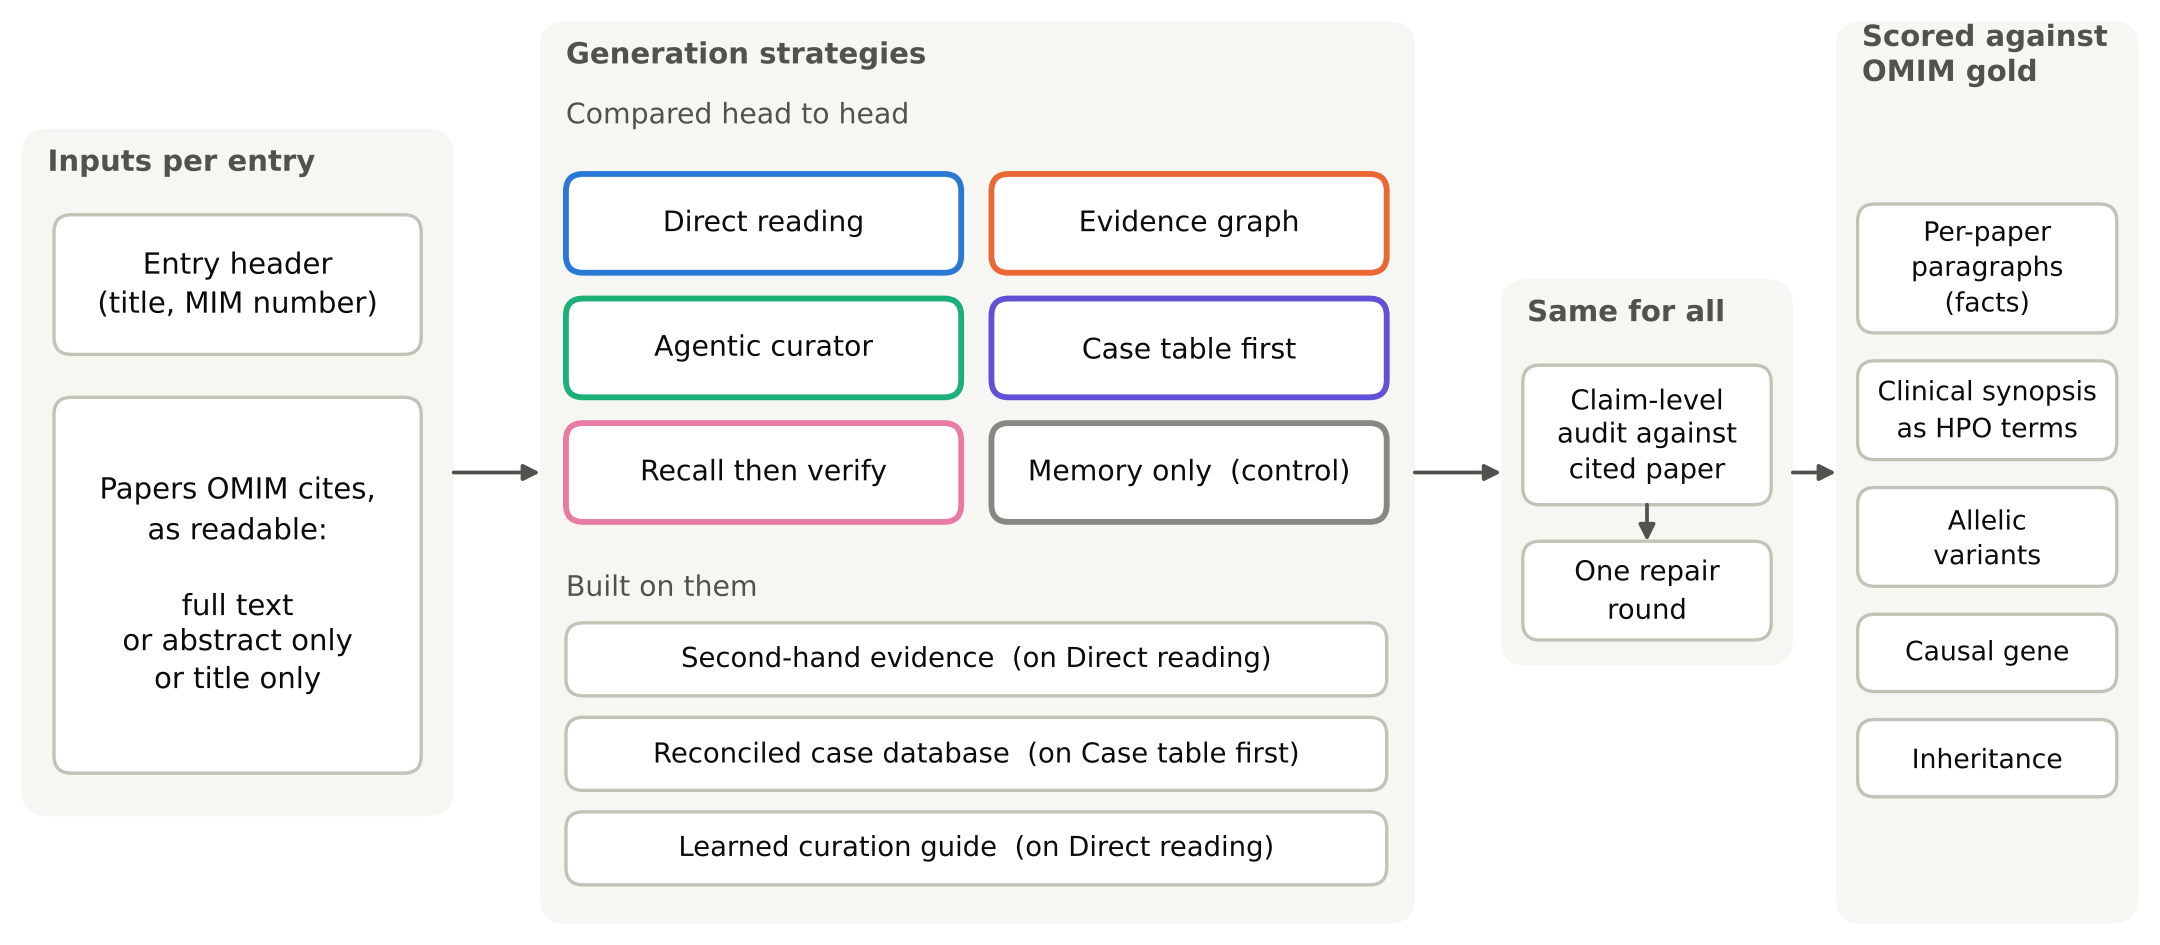 Inputs per entry
Entry header
(title, MIM number)
Papers OMIM cites,
as readable:
full text
or abstract only
or title only
Generation strategies
Compared head to head
Direct reading
Evidence graph
Agentic curator
Case table first
Recall then verify
Memory only (control)
Built on them
Second-hand evidence (on Direct reading)
Reconciled case database (on Case table first)
Learned curation guide (on Direct reading)
Same for all
Claim-level
audit against
cited paper
One repair
round
Scored against
OMIM gold
Per-paper
paragraphs
(facts)
Clinical synopsis
as HPO terms
Allelic
variants
Causal gene
Inheritance